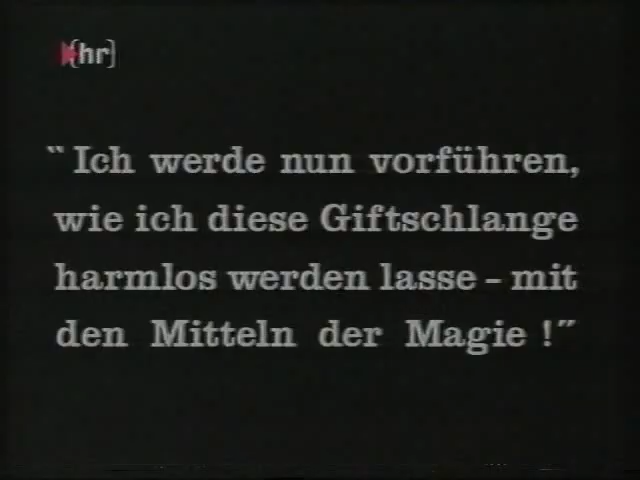 {hr}
“Ich werde nun vorführen,
wie ich diese Giftschlange
harmlos werden lasse - mit
den Mitteln der Magie !”